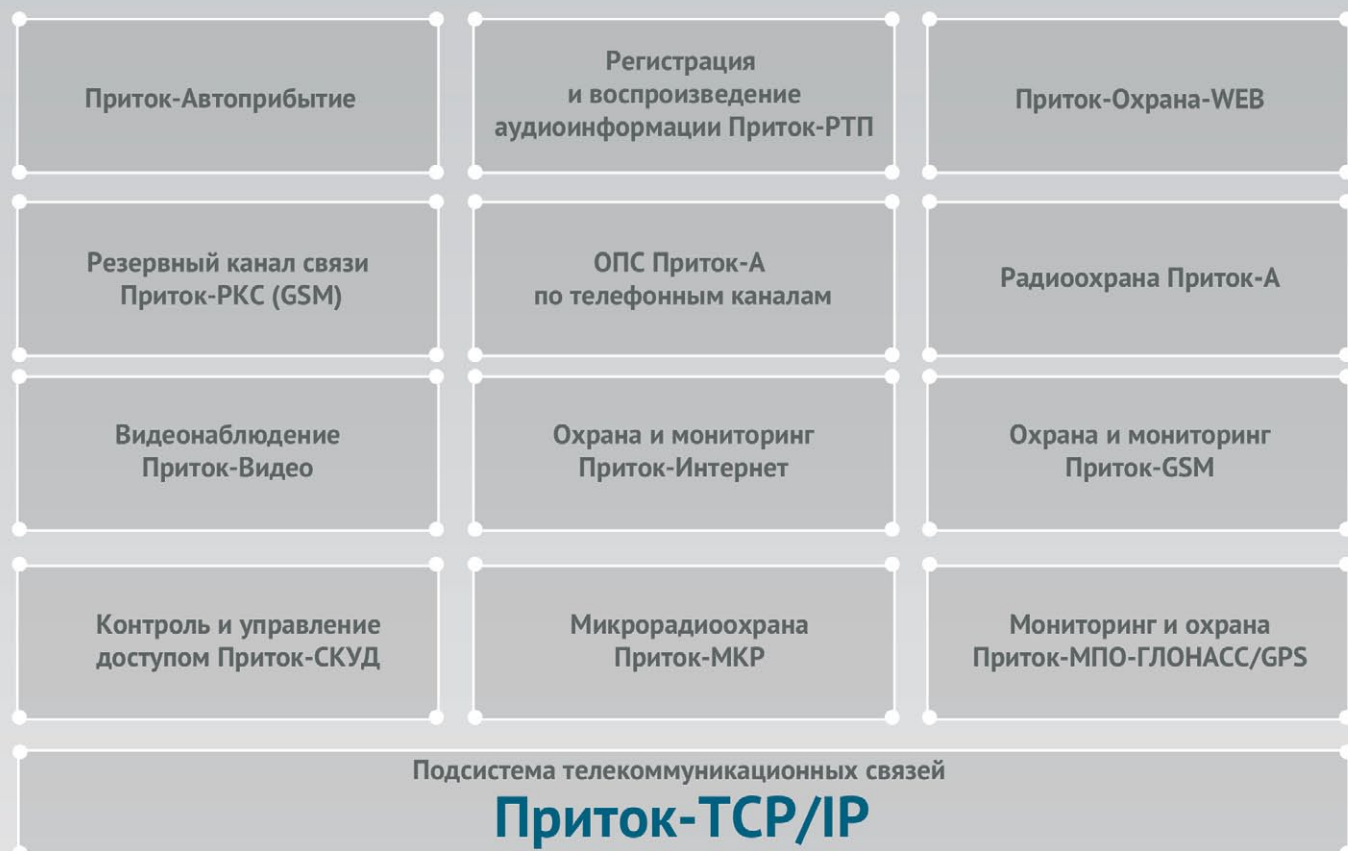 Приток-Автоприбытие
Регистрация
и воспроизведение
аудиоинформации Приток-РТП
Приток-Охрана-WEB
Резервный канал связи
Приток-РКС (GSM)
ОПС Приток-А
по телефонным каналам
Радиоохрана Приток-А
Видеонаблюдение
Приток-Видео
Охрана и мониторинг
Приток-Интернет
Охрана и мониторинг
Приток-GSM
Контроль и управление
доступом Приток-СКУД
Микрорадиоохрана
Приток-МКР
Мониторинг и охрана
Приток-МПО-ГЛОНАСС/GPS
Подсистема телекоммуникационных связей
Приток-TCP/IP